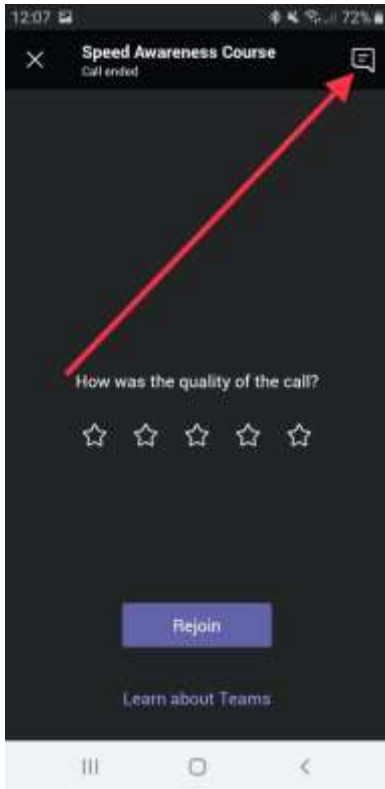 12:07 72%
Speed Awareness Course
Call ended
How was the quality of the call?
Rejoin
Learn about Teams